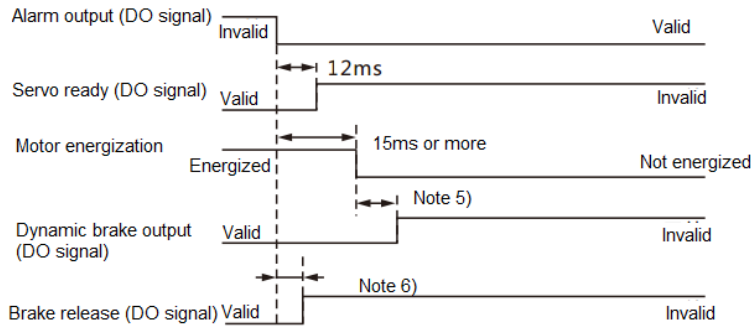 Alarm output (DO signal)
Invalid
Valid
12ms
Servo ready (DO signal)
Valid
Invalid
Motor energization
15ms or more
Energized
Not energized
Note 5)
Dynamic brake output
(DO signal)
Valid
Invalid
Note 6)
Brake release (DO signal)
Valid
Invalid